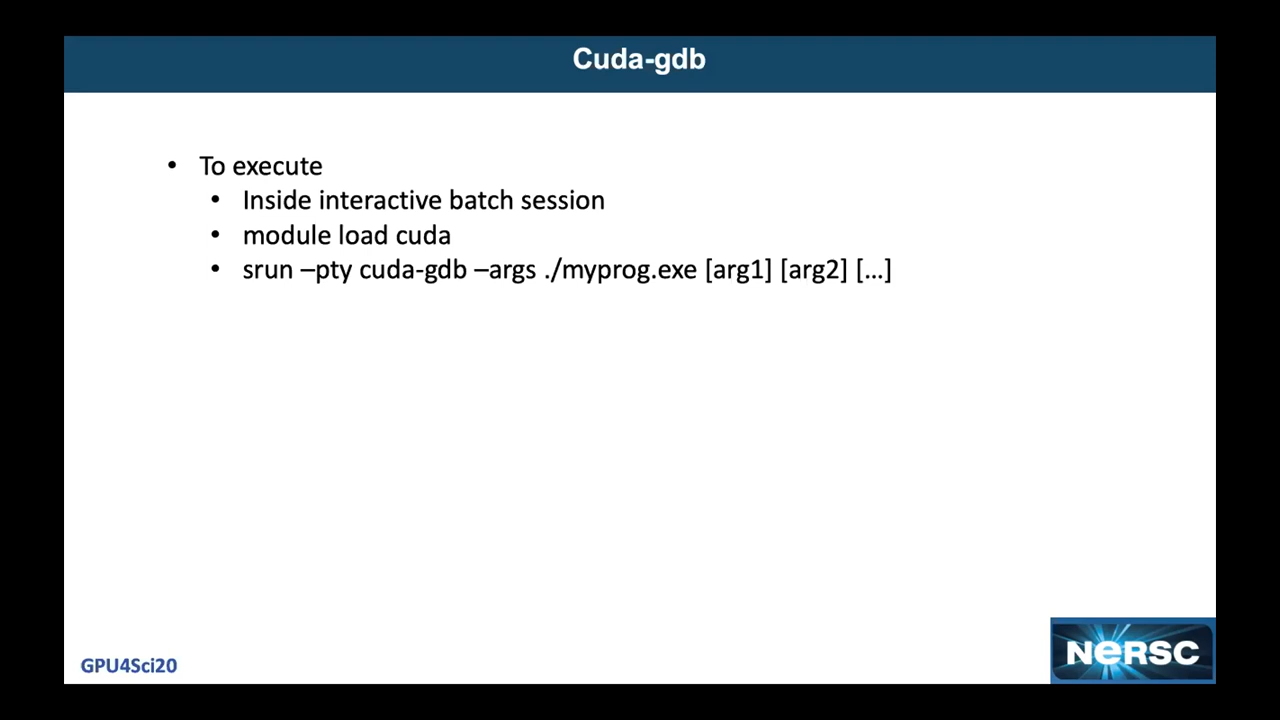 Cuda-gdb
• To execute
• Inside interactive batch session
• module load cuda
• srun –pty cuda-gdb –args ./myprog.exe [arg1] [arg2] […]
GPU4Sci20
NERSC